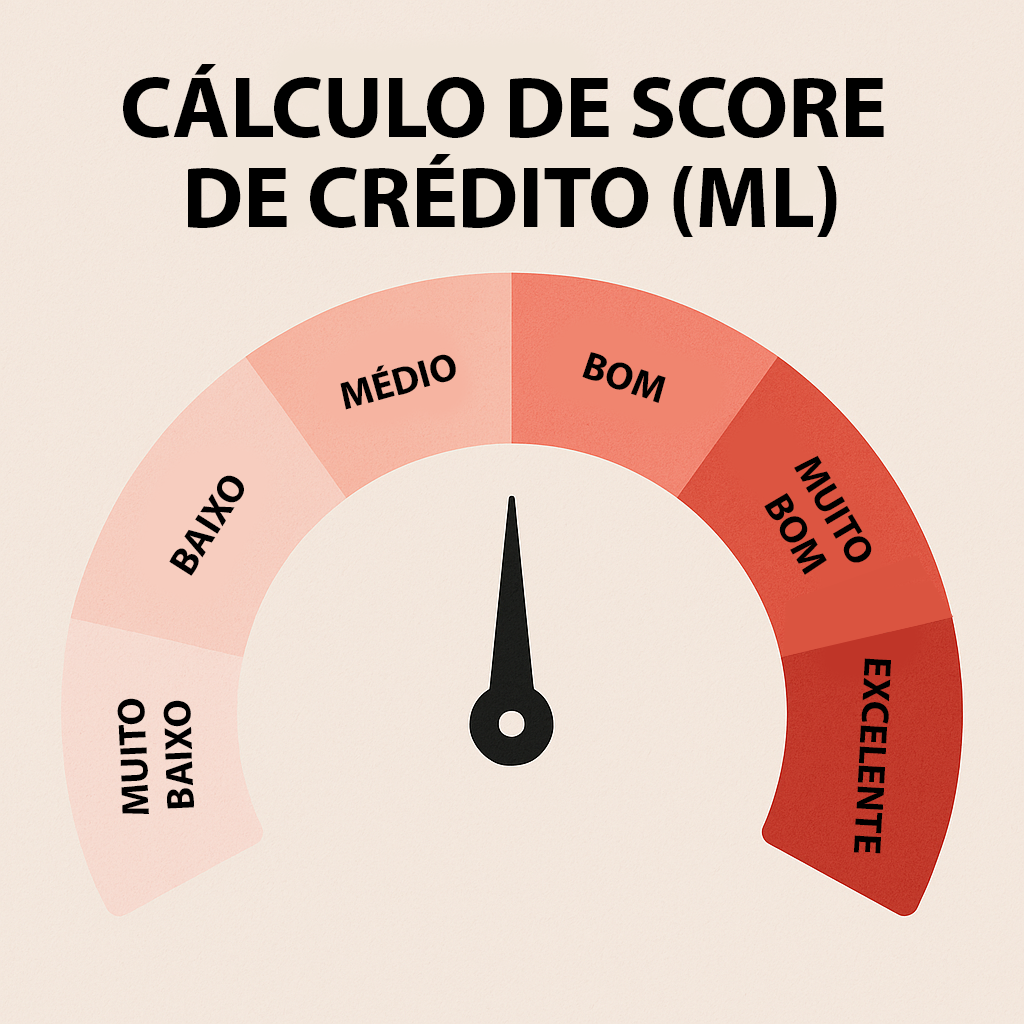 CÁLCULO DE SCORE
DE CRÉDITO (ML)
MUITO
BAIXO
BAIXO
MÉDIO
BOM
MUITO
BOM
EXCELENTE